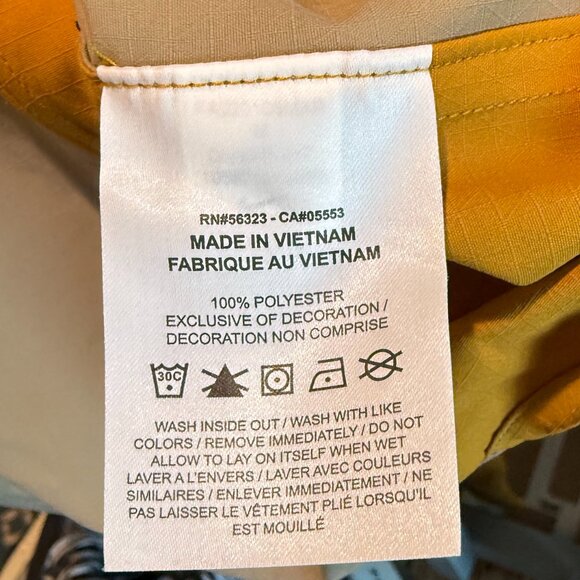 RN#56323 - CA#05553
MADE IN VIETNAM
FABRIQUE AU VIETNAM
100% POLYESTER
EXCLUSIVE OF DECORATION /
DECORATION NON COMPRISE
30C
WASH INSIDE OUT / WASH WITH LIKE
COLORS / REMOVE IMMEDIATELY / DO NOT
ALLOW TO LAY ON ITSELF WHEN WET
LAVER A L'ENVERS / LAVER AVEC COULEURS
SIMILAIRES / ENLEVER IMMEDIATEMENT / NE
PAS LAISSER LE VÊTEMENT PLIÉ LORSQU'IL
EST MOUILLÉ